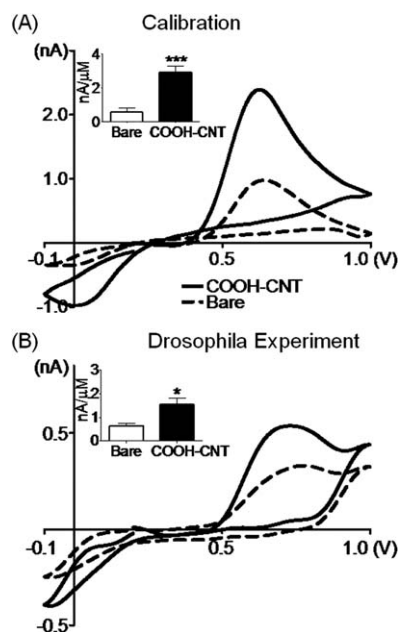 (A) Calibration
(nA)
4
***
nA/μM
2
0
Bare COOH-CNT
2.0
1.0
-0.1
0.5
1.0 (V)
COOH-CNT
Bare
-1.0
(B) Drosophila Experiment
(nA)
3
*
nA/μM
2
1
0
Bare COOH-CNT
0.5
-0.1
0.5
1.0 (V)
-0.5